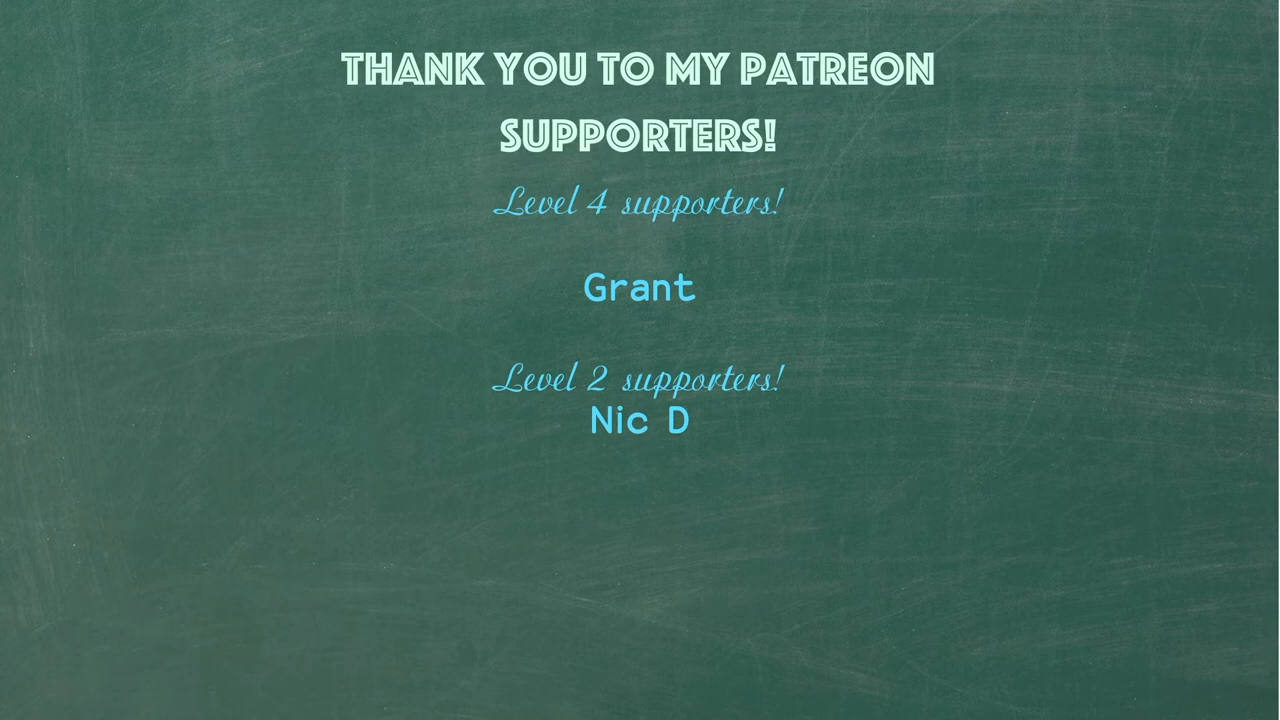 THANK YOU TO MY PATREON
SUPPORTERS!
Level 4 supporters!
Grant
Level 2 supporters!
Nic D